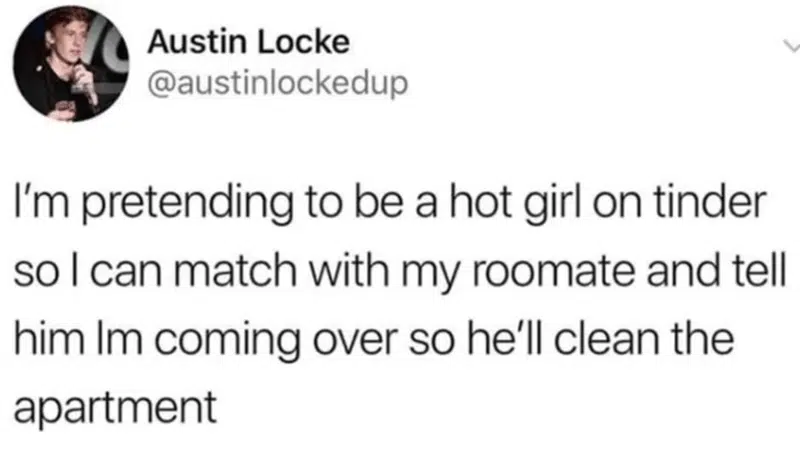 Austin Locke
@austinlockedup
I'm pretending to be a hot girl on tinder
so I can match with my roomate and tell
him Im coming over so he'll clean the
apartment